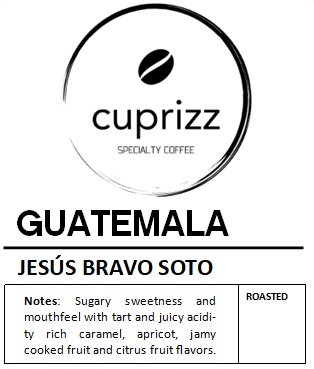 cuprizz
SPECIALTY COFFEE
GUATEMALA
JESÚS BRAVO SOTO
Notes: Sugary sweetness and
mouthfeel with tart and juicy acidi-
ty rich caramel, apricot, jamy
cooked fruit and citrus fruit flavors.
ROASTED